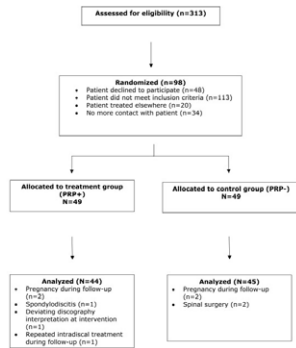 Assessed for eligibility (n=313)
Randomized (n=98)
• Patient declined to participate (n=48)
• Patient did not meet inclusion criteria (n=113)
• Patient treated elsewhere (n=20)
• No more contact with patient (n=34)
Allocated to treatment group
(PRP+)
N=49
Allocated to control group (PRP-)
N=49
Analyzed (N=44)
• Pregnancy during follow-up
(n=2)
• Spondylodiscitis (n=1)
• Deviating discography
interpretation at intervention
(n=1)
• Repeated intradiscal treatment
during follow-up (n=1)
Analyzed (N=45)
• Pregnancy during follow-up
(n=2)
• Spinal surgery (n=2)